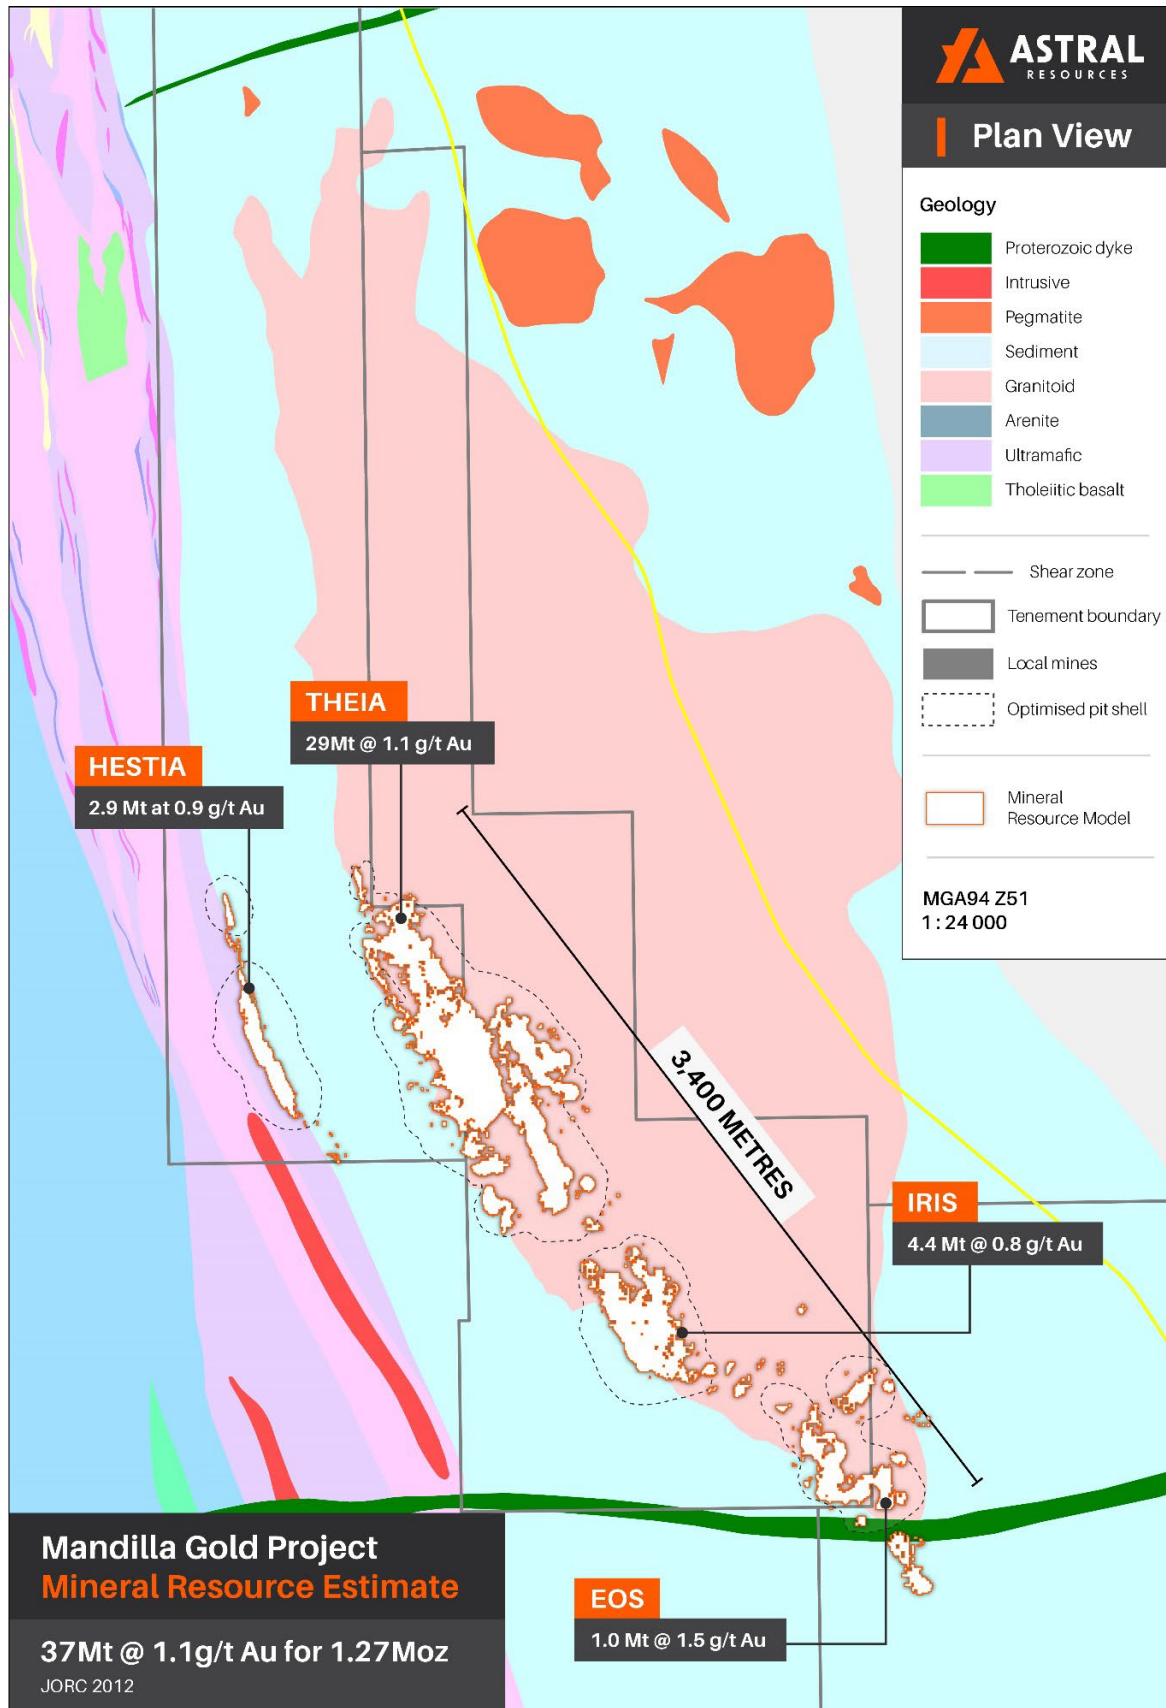 ASTRAL
RESOURCES
Plan View
Geology
Proterozoic dyke
Intrusive
Pegmatite
Sediment
Granitoid
Arenite
Ultramafic
Tholeiitic basalt
Shear zone
Tenement boundary
Local mines
Optimised pit shell
Mineral
Resource Model
MGA94 Z51
1 : 24 000
THEIA
29Mt @ 1.1 g/t Au
HESTIA
2.9 Mt at 0.9 g/t Au
3,400 METRES
IRIS
4.4 Mt @ 0.8 g/t Au
EOS
1.0 Mt @ 1.5 g/t Au
Mandilla Gold Project
Mineral Resource Estimate
37Mt @ 1.1g/t Au for 1.27Moz
JORC 2012